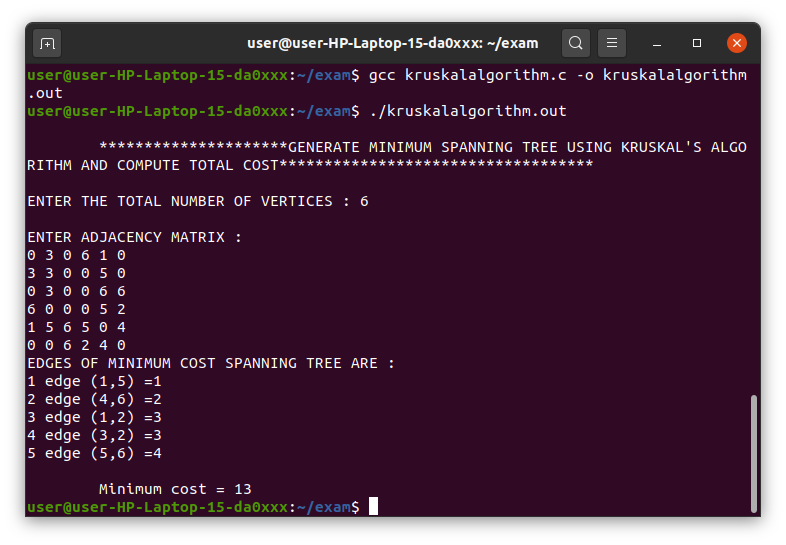 user@user-HP-Laptop-15-da0xxx: ~/exam
user@user-HP-Laptop-15-da0xxx:~/exam$ gcc kruskalalgorithm.c -o kruskalalgorithm
.out
user@user-HP-Laptop-15-da0xxx:~/exam$ ./kruskalalgorithm.out
*********************GENERATE MINIMUM SPANNING TREE USING KRUSKAL'S ALGO
RITHM AND COMPUTE TOTAL COST***********************************
ENTER THE TOTAL NUMBER OF VERTICES : 6
ENTER ADJACENCY MATRIX :
0 3 0 6 1 0
3 3 0 0 5 0
0 3 0 0 6 6
6 0 0 0 5 2
1 5 6 5 0 4
0 0 6 2 4 0
EDGES OF MINIMUM COST SPANNING TREE ARE :
1 edge (1,5) =1
2 edge (4,6) =2
3 edge (1,2) =3
4 edge (3,2) =3
5 edge (5,6) =4
Minimum cost = 13
user@user-HP-Laptop-15-da0xxx:~/exam$